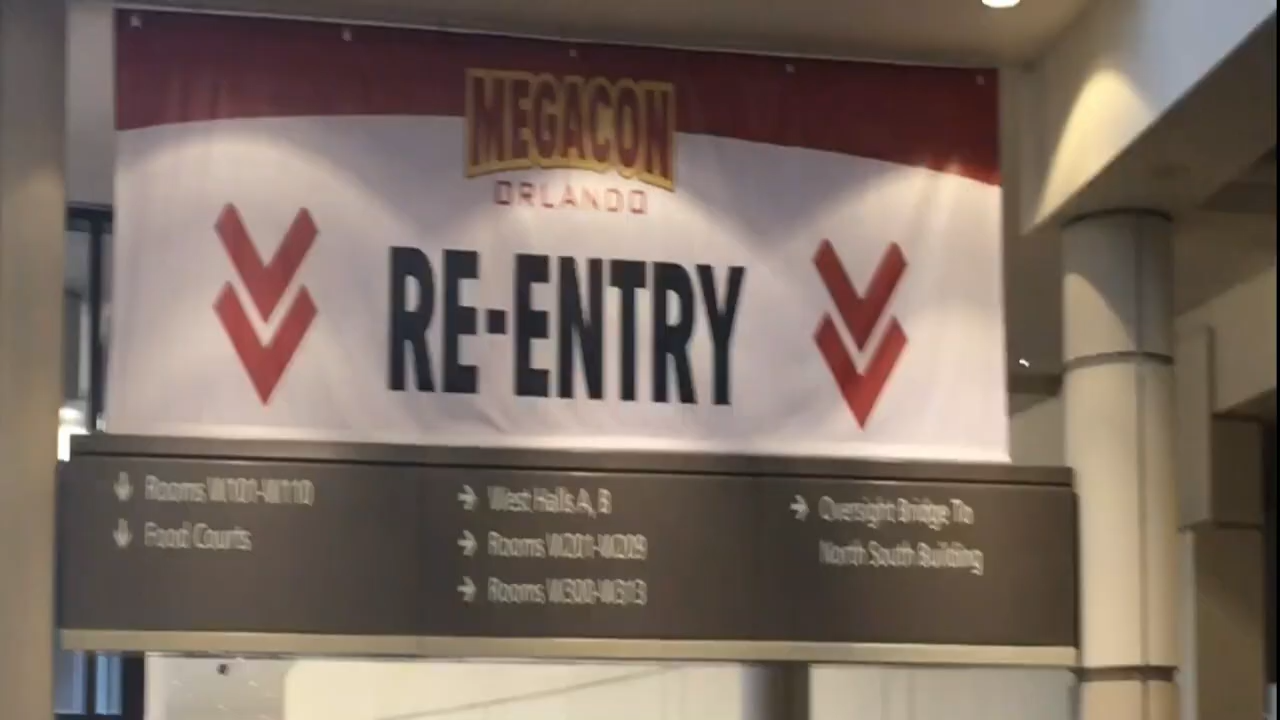 MEGACON
ORLANDO
RE-ENTRY
Rooms W101-W110
Food Courts
West Halls A, B
Rooms W201-W209
Rooms W300-W313
Oversight Bridge To
North South Building